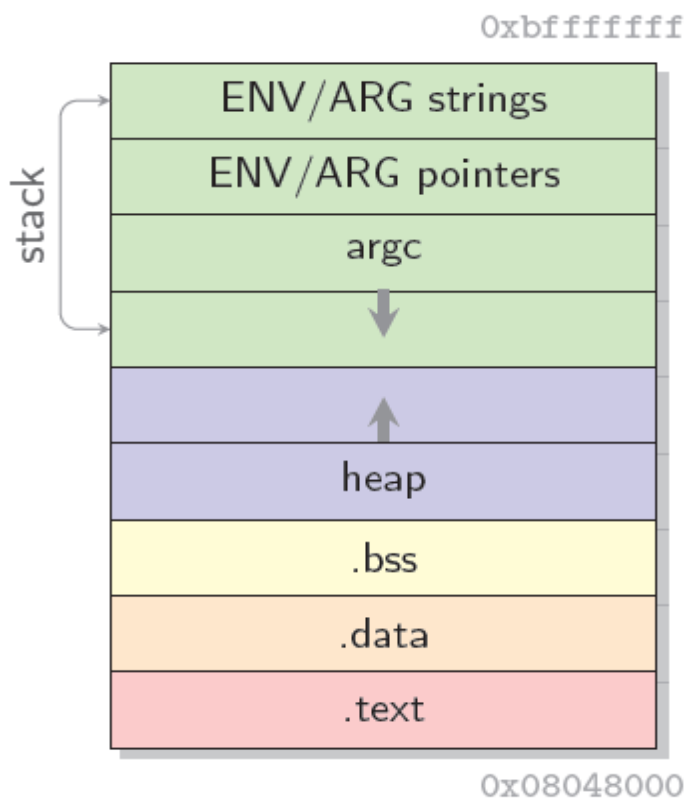 0xbfffffff
ENV/ARG strings
ENV/ARG pointers
stack
argc
heap
.bss
.data
.text
0x08048000